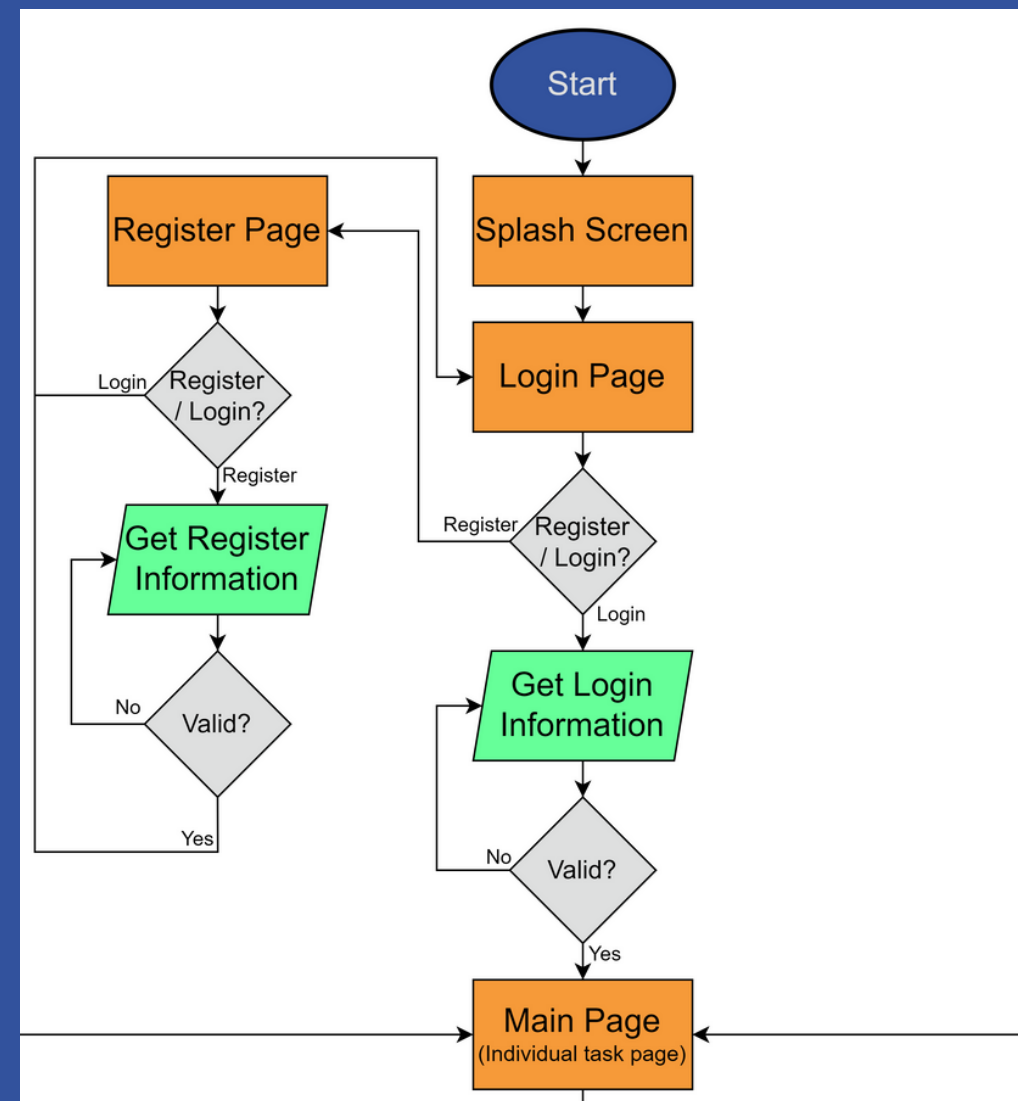 Start
Splash Screen
Register Page
Login Page
Login
Register
/ Login?
Register
Get Register
Information
No
Valid?
Yes
Register
Register
/ Login?
Login
Get Login
Information
No
Valid?
Yes
Main Page
(Individual task page)